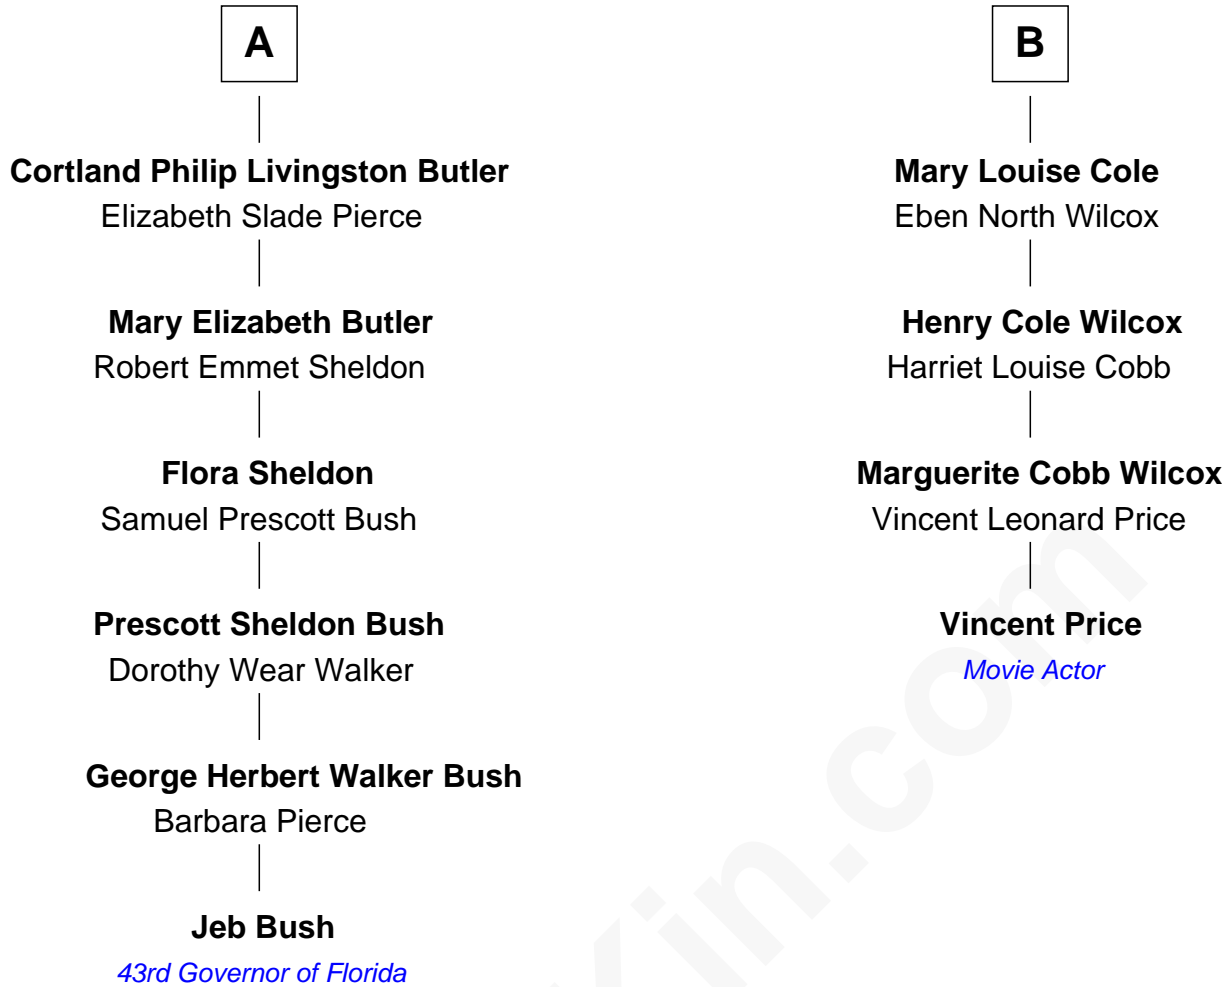 A
Cortland Philip Livingston Butler
Elizabeth Slade Pierce
Mary Elizabeth Butler
Robert Emmet Sheldon
Flora Sheldon
Samuel Prescott Bush
Prescott Sheldon Bush
Dorothy Wear Walker
George Herbert Walker Bush
Barbara Pierce
Jeb Bush
43rd Governor of Florida
B
Mary Louise Cole
Eben North Wilcox
Henry Cole Wilcox
Harriet Louise Cobb
Marguerite Cobb Wilcox
Vincent Leonard Price
Vincent Price
Movie Actor
Kin.com